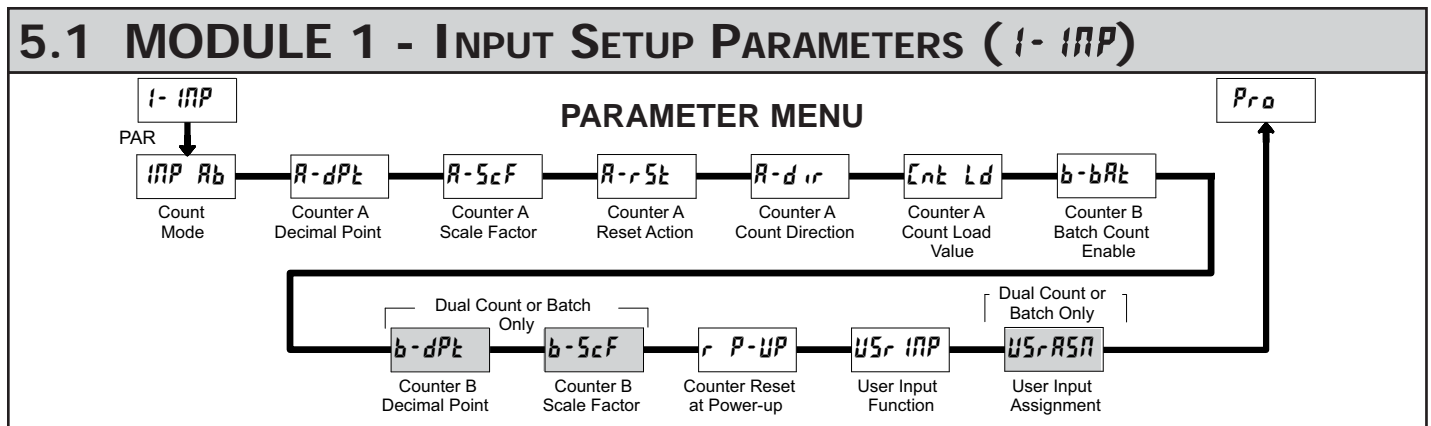 5.1 MODULE 1 - INPUT SETUP PARAMETERS (1-INP)
1-INP
PARAMETER MENU
Pro
PAR
INP Ab
A-dPt
A-ScF
A-rSt
A-dir
Cnt Ld
b-bAt
Count
Mode
Counter A
Decimal Point
Counter A
Scale Factor
Counter A
Reset Action
Counter A
Count Direction
Counter A
Count Load
Value
Counter B
Batch Count
Enable
Dual Count or Batch
Only
Dual Count or
Batch Only
b-dPt
b-ScF
r P-UP
USr INP
USrASN
Counter B
Decimal Point
Counter B
Scale Factor
Counter Reset
at Power-up
User Input
Function
User Input
Assignment